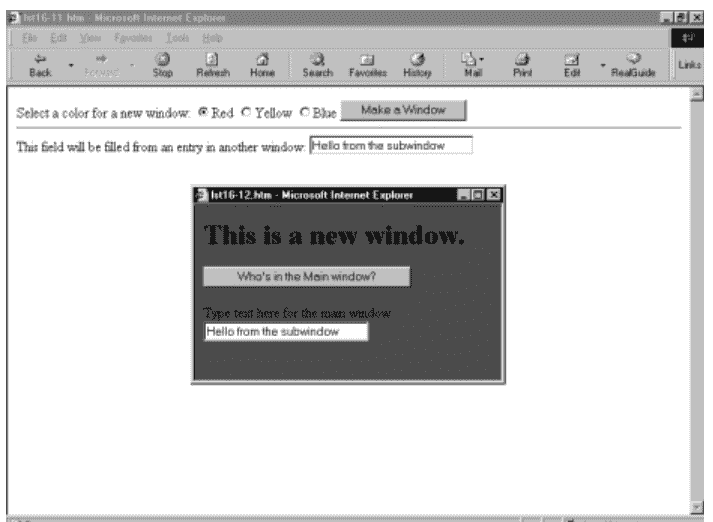 lst16-11.htm - Microsoft Internet Explorer
File Edit View Favorites Tools Help
Back Forward Stop Refresh Home Search Favorites History Mail Print Edit RealGuide Links
Select a color for a new window: Red Yellow Blue Make a Window
This field will be filled from an entry in another window: Hello from the subwindow
lst16-12.htm - Microsoft Internet Explorer
This is a new window.
Who's in the Main window?
Type text here for the main window
Hello from the subwindow